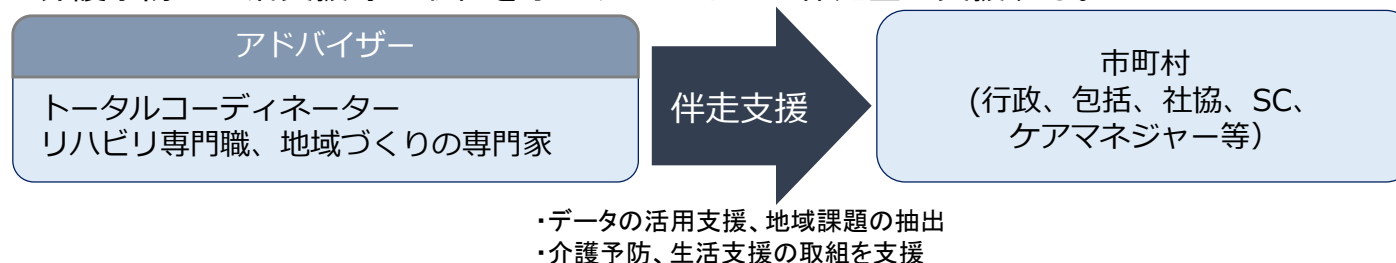 アドバイザー
トータルコーディネーター
リハビリ専門職、地域づくりの専門家
伴走支援
市町村
(行政、包括、社協、SC、
ケアマネジャー等）
・データの活用支援、地域課題の抽出
・介護予防、生活支援の取組を支援